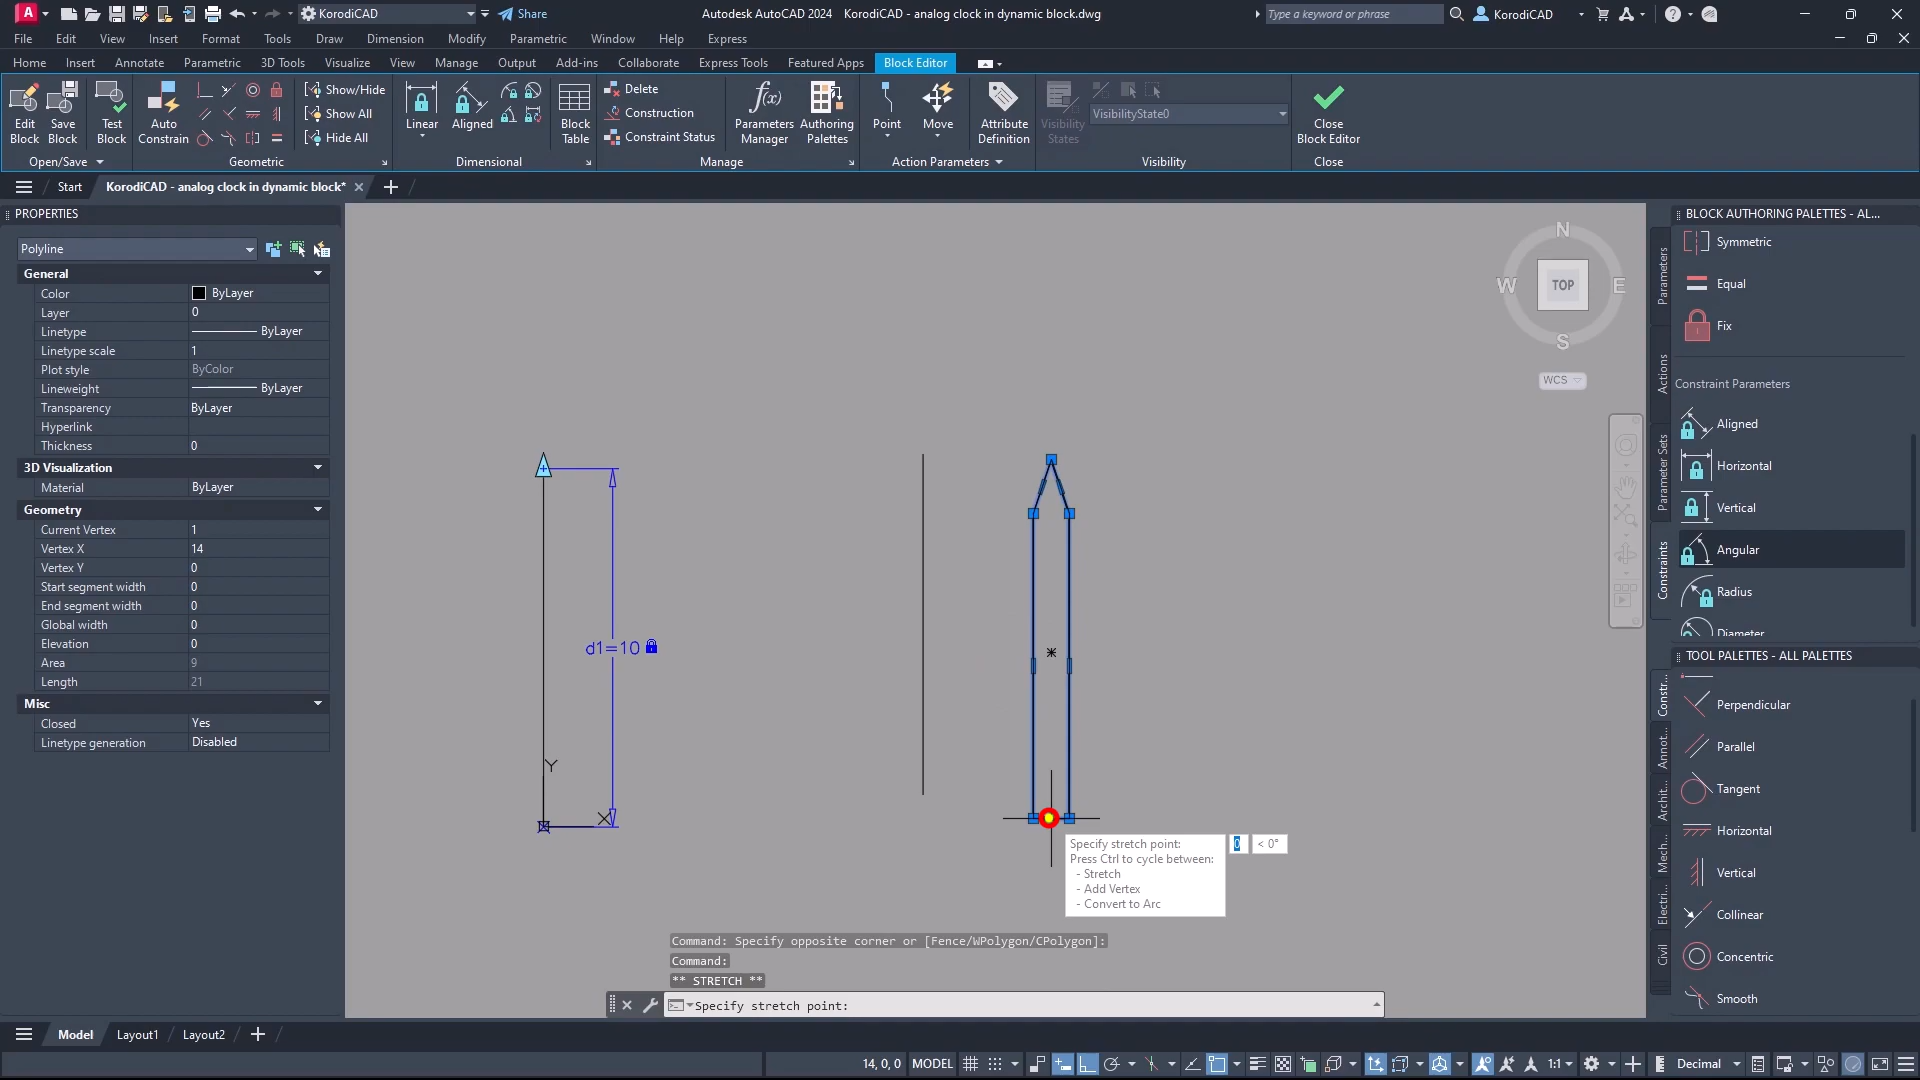 KorodiCAD
Share
Autodesk AutoCAD 2024 KorodiCAD - analog clock in dynamic block.dwg
Type a keyword or phrase
KorodiCAD
File Edit View Insert Format Tools Draw Dimension Modify Parametric Window Help Express
Home Insert Annotate Parametric 3D Tools Visualize View Manage Output Add-ins Collaborate Express Tools Featured Apps Block Editor
Edit Block
Save Block
Test Block
Open/Save
Auto Constrain
Show/Hide
Show All
Hide All
Geometric
Linear
Aligned
Block Table
Dimensional
Delete
Construction
Constraint Status
Parameters Manager
Authoring Palettes
Manage
Point
Move
Action Parameters
Attribute Definition
Visibility States
VisibilityState0
Visibility
Close Block Editor
Close
Start
KorodiCAD - analog clock in dynamic block*
PROPERTIES
Polyline
General
Color ByLayer
Layer 0
Linetype ByLayer
Linetype scale 1
Plot style ByColor
Lineweight ByLayer
Transparency ByLayer
Hyperlink
Thickness 0
3D Visualization
Material ByLayer
Geometry
Current Vertex 1
Vertex X 14
Vertex Y 0
Start segment width 0
End segment width 0
Global width 0
Elevation 0
Area 9
Length 21
Misc
Closed Yes
Linetype generation Disabled
d1=10
Y
X
N
W TOP E
S
WCS
Specify stretch point: 0 < 0°
Press Ctrl to cycle between:
- Stretch
- Add Vertex
- Convert to Arc
Command: Specify opposite corner or [Fence/WPolygon/CPolygon]:
Command:
** STRETCH **
Specify stretch point:
BLOCK AUTHORING PALETTES - AL...
Parameters
Actions
Parameter Sets
Constraints
Symmetric
Equal
Fix
Constraint Parameters
Aligned
Horizontal
Vertical
Angular
Radius
Diameter
TOOL PALETTES - ALL PALETTES
Constr...
Annot...
Archit...
Mech...
Electri...
Civil
Perpendicular
Parallel
Tangent
Horizontal
Vertical
Collinear
Concentric
Smooth
Model Layout1 Layout2
14, 0, 0 MODEL
1:1
Decimal